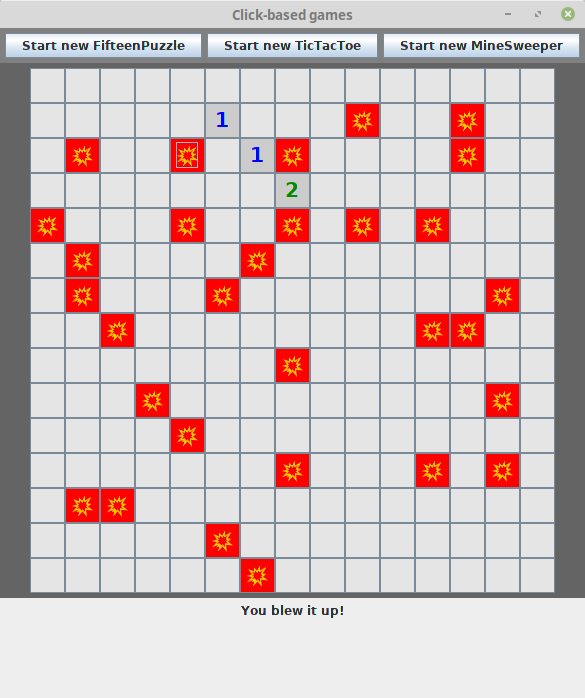 Click-based games
Start new FifteenPuzzle Start new TicTacToe Start new MineSweeper
1
1
2
You blew it up!